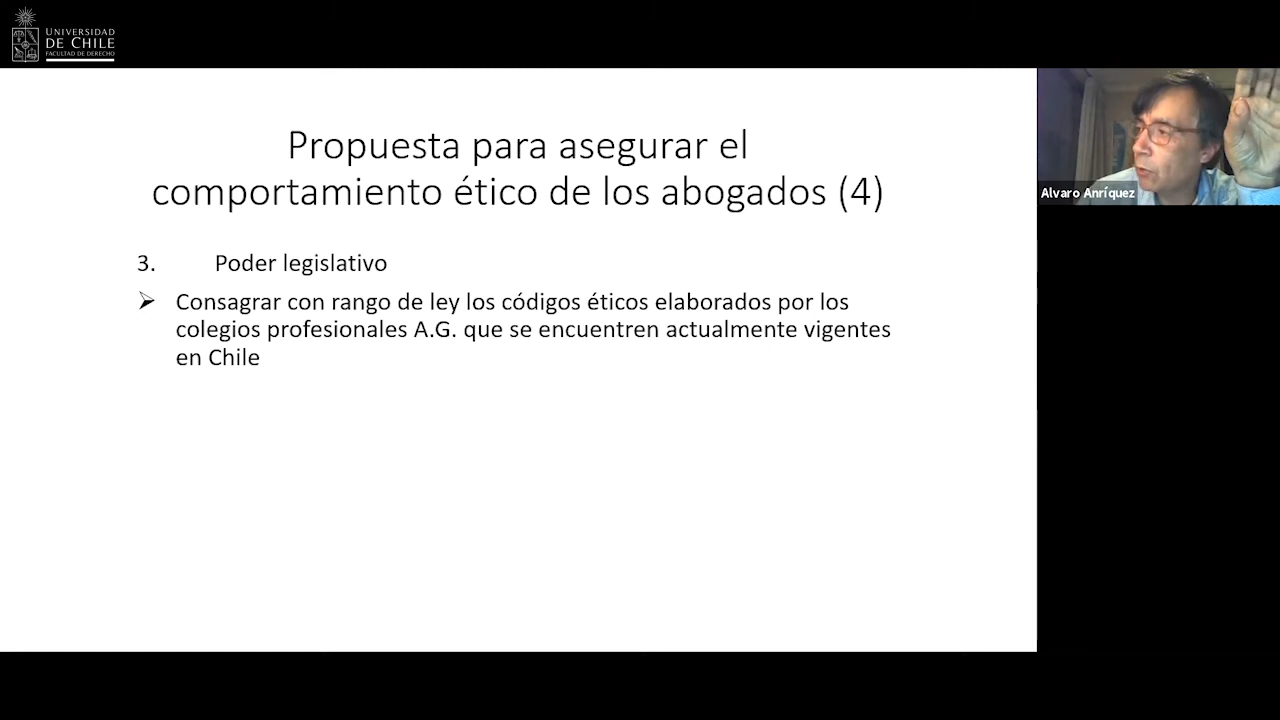 UNIVERSIDAD
DE CHILE
FACULTAD DE DERECHO
Propuesta para asegurar el
comportamiento ético de los abogados (4)
Alvaro Anríquez
3. Poder legislativo
➢ Consagrar con rango de ley los códigos éticos elaborados por los
colegios profesionales A.G. que se encuentren actualmente vigentes
en Chile